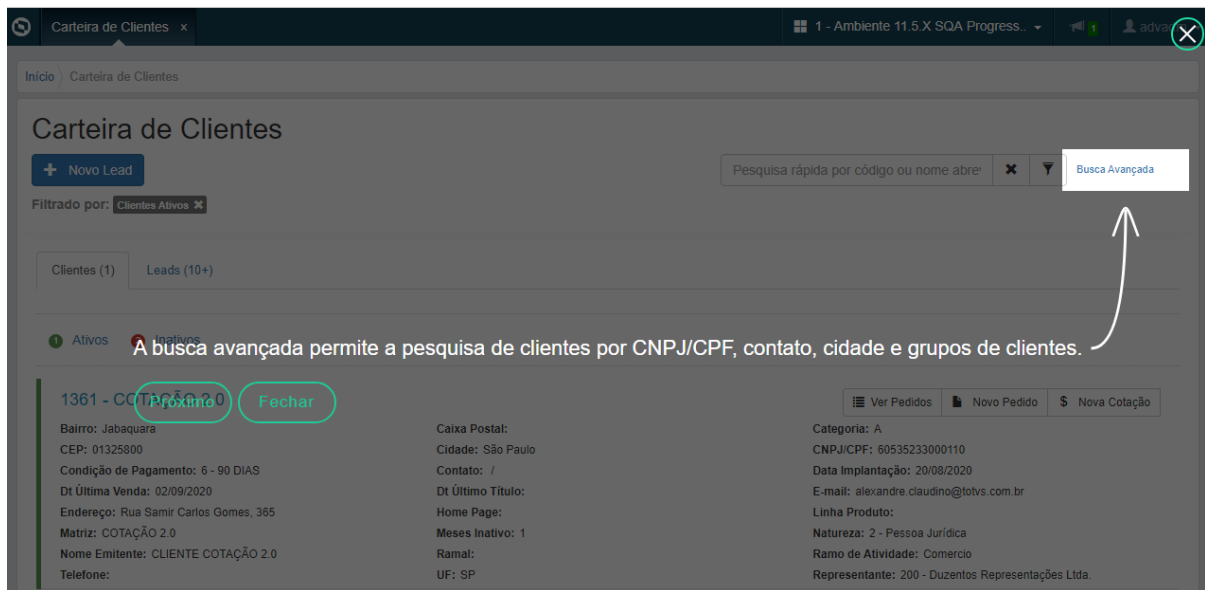 Carteira de Clientes x
1 - Ambiente 11.5.X SQA Progress..
1
Início Carteira de Clientes
Carteira de Clientes
Novo Lead
Pesquisa rápida por código ou nome abre
Busca Avançada
Filtrado por: Clientes Ativos
Clientes (1) Leads (10+)
1 Ativos Inativos
A busca avançada permite a pesquisa de clientes por CNPJ/CPF, contato, cidade e grupos de clientes.
1361 - COTAÇÃO 2.0
Próximo Fechar
Ver Pedidos Novo Pedido $ Nova Cotação
Bairro: Jabaquara Caixa Postal: Categoria: A
CEP: 01325800 Cidade: São Paulo CNPJ/CPF: 60535233000110
Condição de Pagamento: 6 - 90 DIAS Contato: / Data Implantação: 20/08/2020
Dt Última Venda: 02/09/2020 Dt Último Título: E-mail: alexandre.claudino@totvs.com.br
Endereço: Rua Samir Carlos Gomes, 365 Home Page: Linha Produto:
Matriz: COTAÇÃO 2.0 Meses Inativo: 1 Natureza: 2 - Pessoa Jurídica
Nome Emitente: CLIENTE COTAÇÃO 2.0 Ramal: Ramo de Atividade: Comercio
Telefone: UF: SP Representante: 200 - Duzentos Representações Ltda.